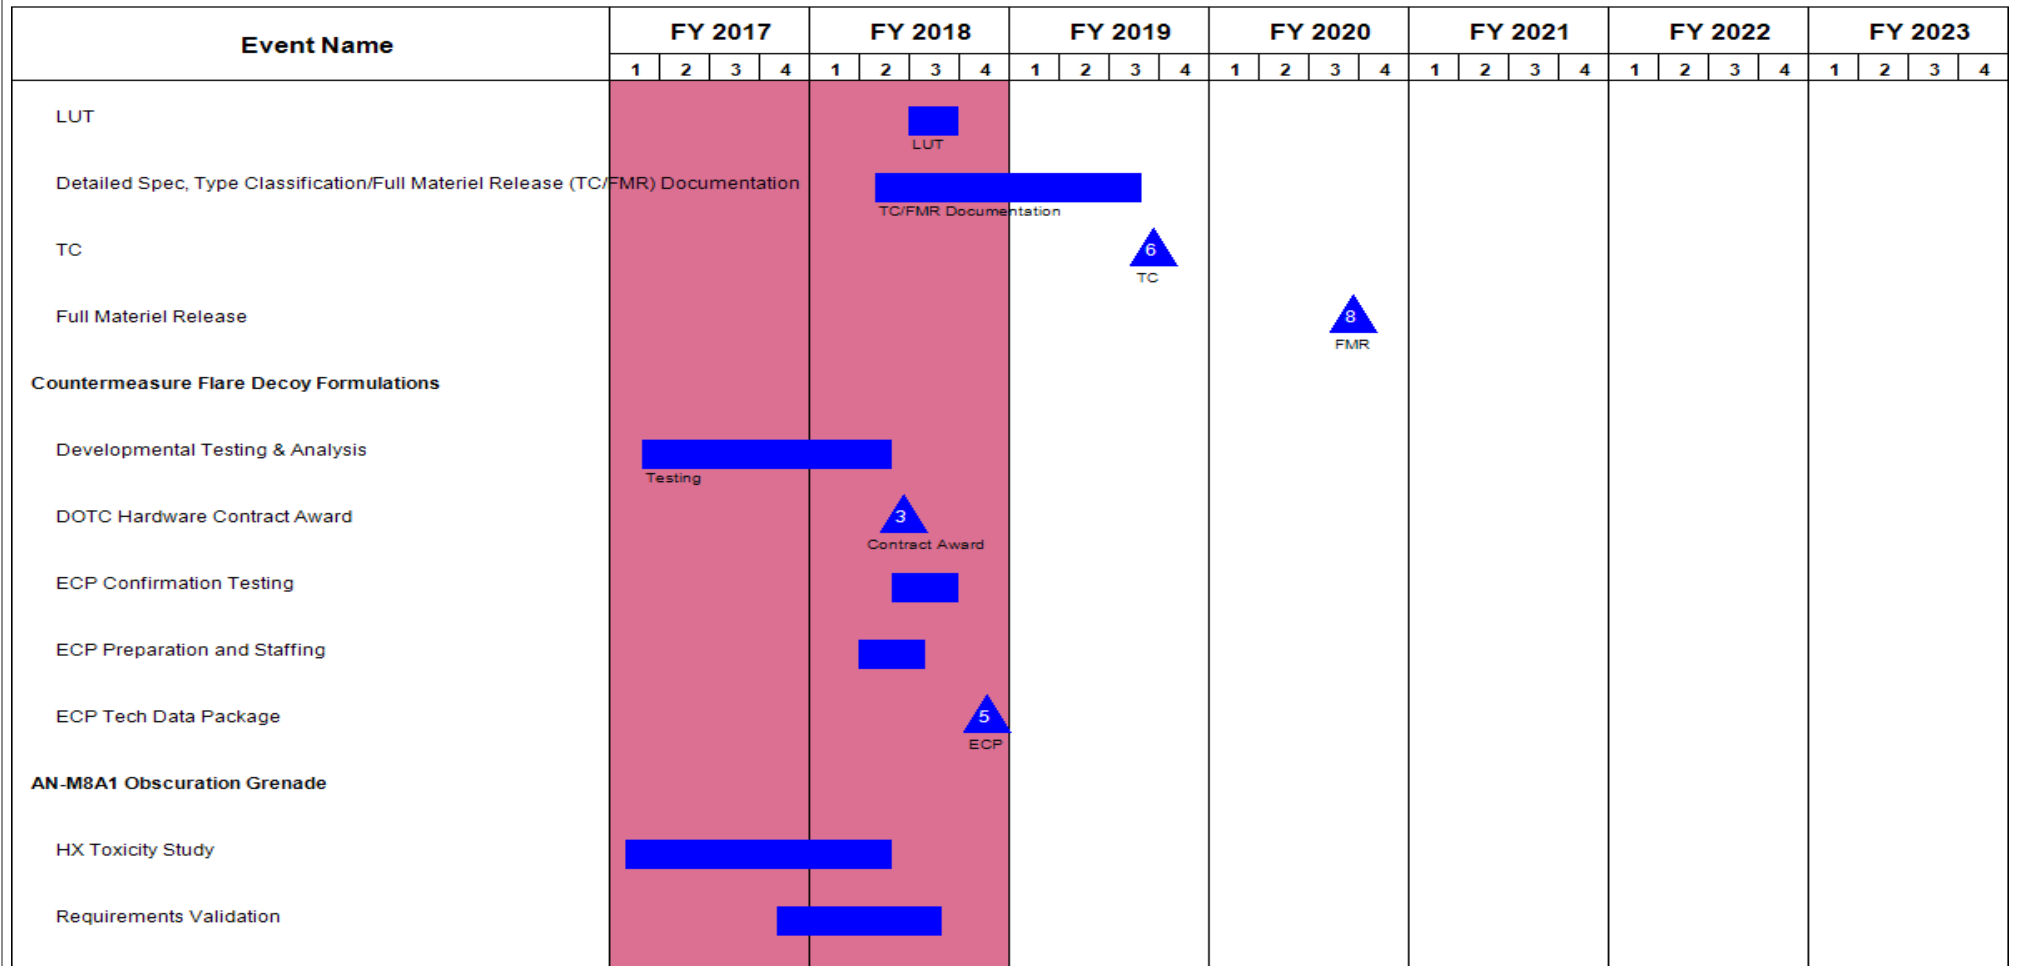 Event Name
FY 2017 FY 2018 FY 2019 FY 2020 FY 2021 FY 2022 FY 2023
1 2 3 4 1 2 3 4 1 2 3 4 1 2 3 4 1 2 3 4 1 2 3 4 1 2 3 4
LUT
LUT
Detailed Spec, Type Classification/Full Materiel Release (TC/FMR) Documentation
TC/FMR Documentation
TC
6
TC
Full Materiel Release
8
FMR
Countermeasure Flare Decoy Formulations
Developmental Testing & Analysis
Testing
DOTC Hardware Contract Award
3
Contract Award
ECP Confirmation Testing
ECP Preparation and Staffing
ECP Tech Data Package
5
ECP
AN-M8A1 Obscuration Grenade
HX Toxicity Study
Requirements Validation